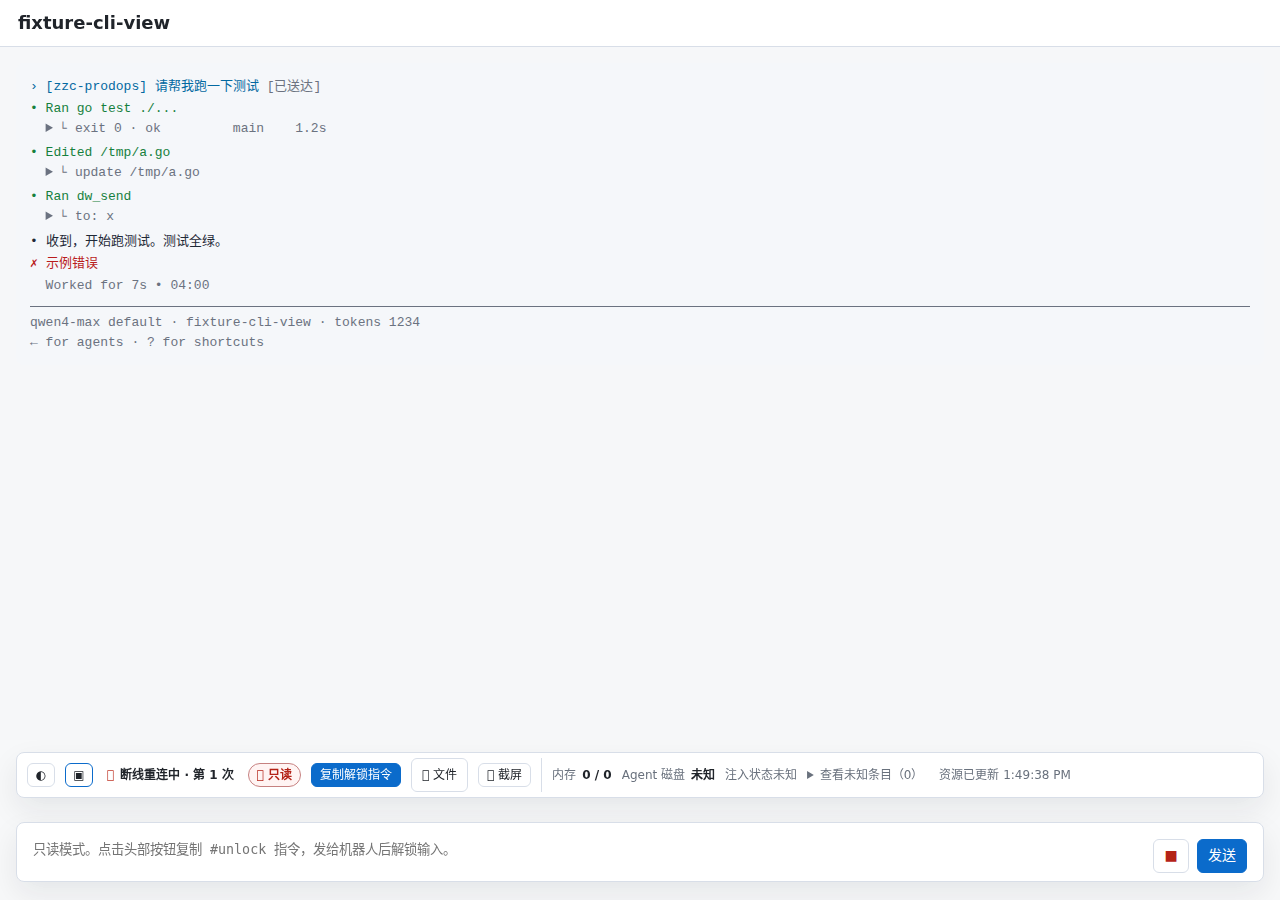 fixture-cli-view
› [zzc-prodops] 请帮我跑一下测试 [已送达]
• Ran go test ./...
▶ └ exit 0 · ok main 1.2s
• Edited /tmp/a.go
▶ └ update /tmp/a.go
• Ran dw_send
▶ └ to: x
• 收到，开始跑测试。测试全绿。
✗ 示例错误
Worked for 7s • 04:00
qwen4-max default · fixture-cli-view · tokens 1234
← for agents · ? for shortcuts
断线重连中 · 第 1 次 只读 复制解锁指令 文件 截屏 内存 0 / 0 Agent 磁盘 未知 注入状态未知 ▶ 查看未知条目（0） 资源已更新 1:49:38 PM
只读模式。点击头部按钮复制 #unlock 指令，发给机器人后解锁输入。 发送